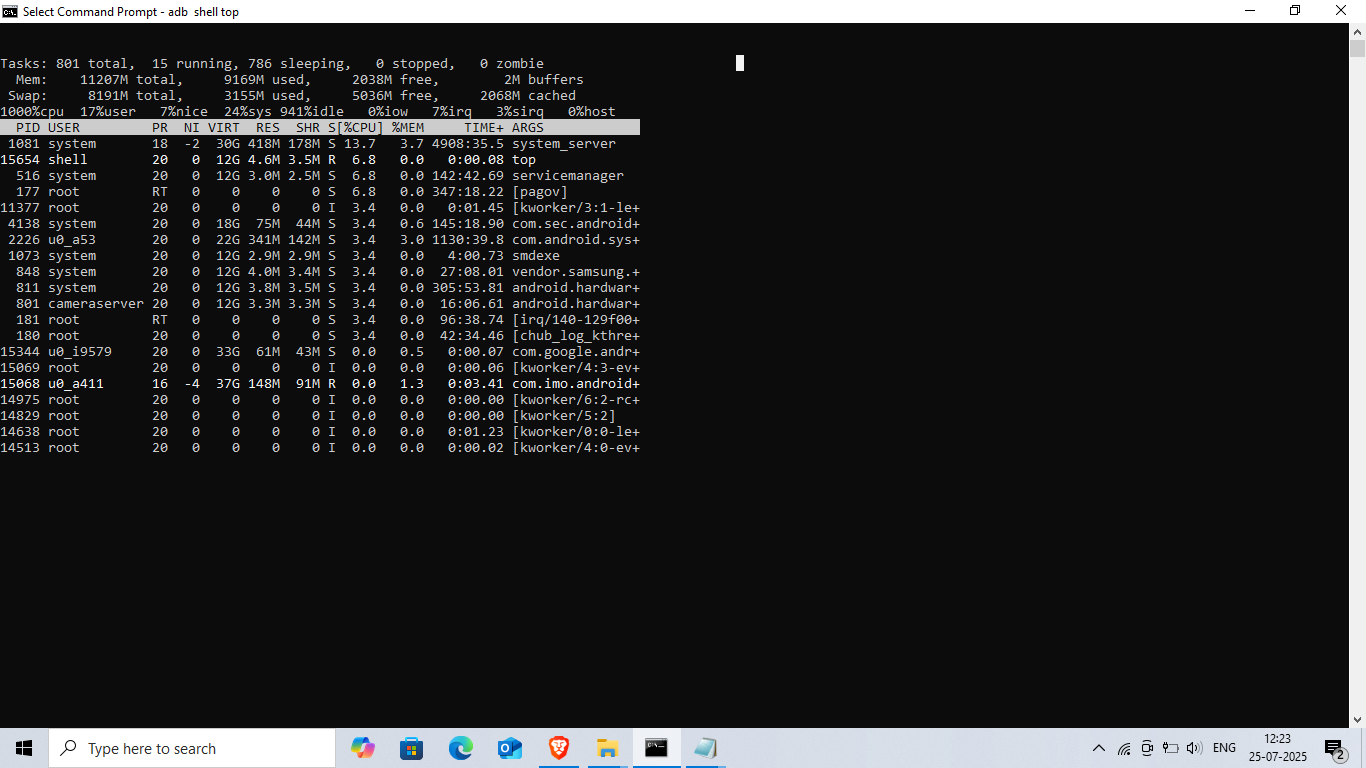 Select Command Prompt - adb  shell top
Tasks: 801 total,  15 running, 786 sleeping,   0 stopped,   0 zombie
  Mem:    11207M total,     9169M used,     2038M free,        2M buffers
 Swap:     8191M total,     3155M used,     5036M free,     2068M cached
1000%cpu  17%user   7%nice  24%sys 941%idle   0%iow   7%irq   3%sirq   0%host
  PID USER         PR  NI VIRT  RES  SHR S[%CPU] %MEM     TIME+ ARGS
 1081 system       18  -2  30G 418M 178M S 13.7   3.7 4908:35.5 system_server
15654 shell        20   0  12G 4.6M 3.5M R  6.8   0.0   0:00.08 top
  516 system       20   0  12G 3.0M 2.5M S  6.8   0.0 142:42.69 servicemanager
  177 root         RT   0    0    0    0 S  6.8   0.0 347:18.22 [pagov]
11377 root         20   0    0    0    0 I  3.4   0.0   0:01.45 [kworker/3:1-le+
 4138 system       20   0  18G  75M  44M S  3.4   0.6 145:18.90 com.sec.android+
 2226 u0_a53       20   0  22G 341M 142M S  3.4   3.0 1130:39.8 com.android.sys+
 1073 system       20   0  12G 2.9M 2.9M S  3.4   0.0   4:00.73 smdexe
  848 system       20   0  12G 4.0M 3.4M S  3.4   0.0  27:08.01 vendor.samsung.+
  811 system       20   0  12G 3.8M 3.5M S  3.4   0.0 305:53.81 android.hardwar+
  801 cameraserver 20   0  12G 3.3M 3.3M S  3.4   0.0  16:06.61 android.hardwar+
  181 root         RT   0    0    0    0 S  3.4   0.0  96:38.74 [irq/140-129f00+
  180 root         20   0    0    0    0 S  3.4   0.0  42:34.46 [chub_log_kthre+
15344 u0_i9579     20   0  33G  61M  43M S  0.0   0.5   0:00.07 com.google.andr+
15069 root         20   0    0    0    0 I  0.0   0.0   0:00.06 [kworker/4:3-ev+
15068 u0_a411      16  -4  37G 148M  91M R  0.0   1.3   0:03.41 com.imo.android+
14975 root         20   0    0    0    0 I  0.0   0.0   0:00.00 [kworker/6:2-rc+
14829 root         20   0    0    0    0 I  0.0   0.0   0:00.00 [kworker/5:2]
14638 root         20   0    0    0    0 I  0.0   0.0   0:01.23 [kworker/0:0-le+
14513 root         20   0    0    0    0 I  0.0   0.0   0:00.02 [kworker/4:0-ev+
Type here to search
ENG
12:23
25-07-2025
2